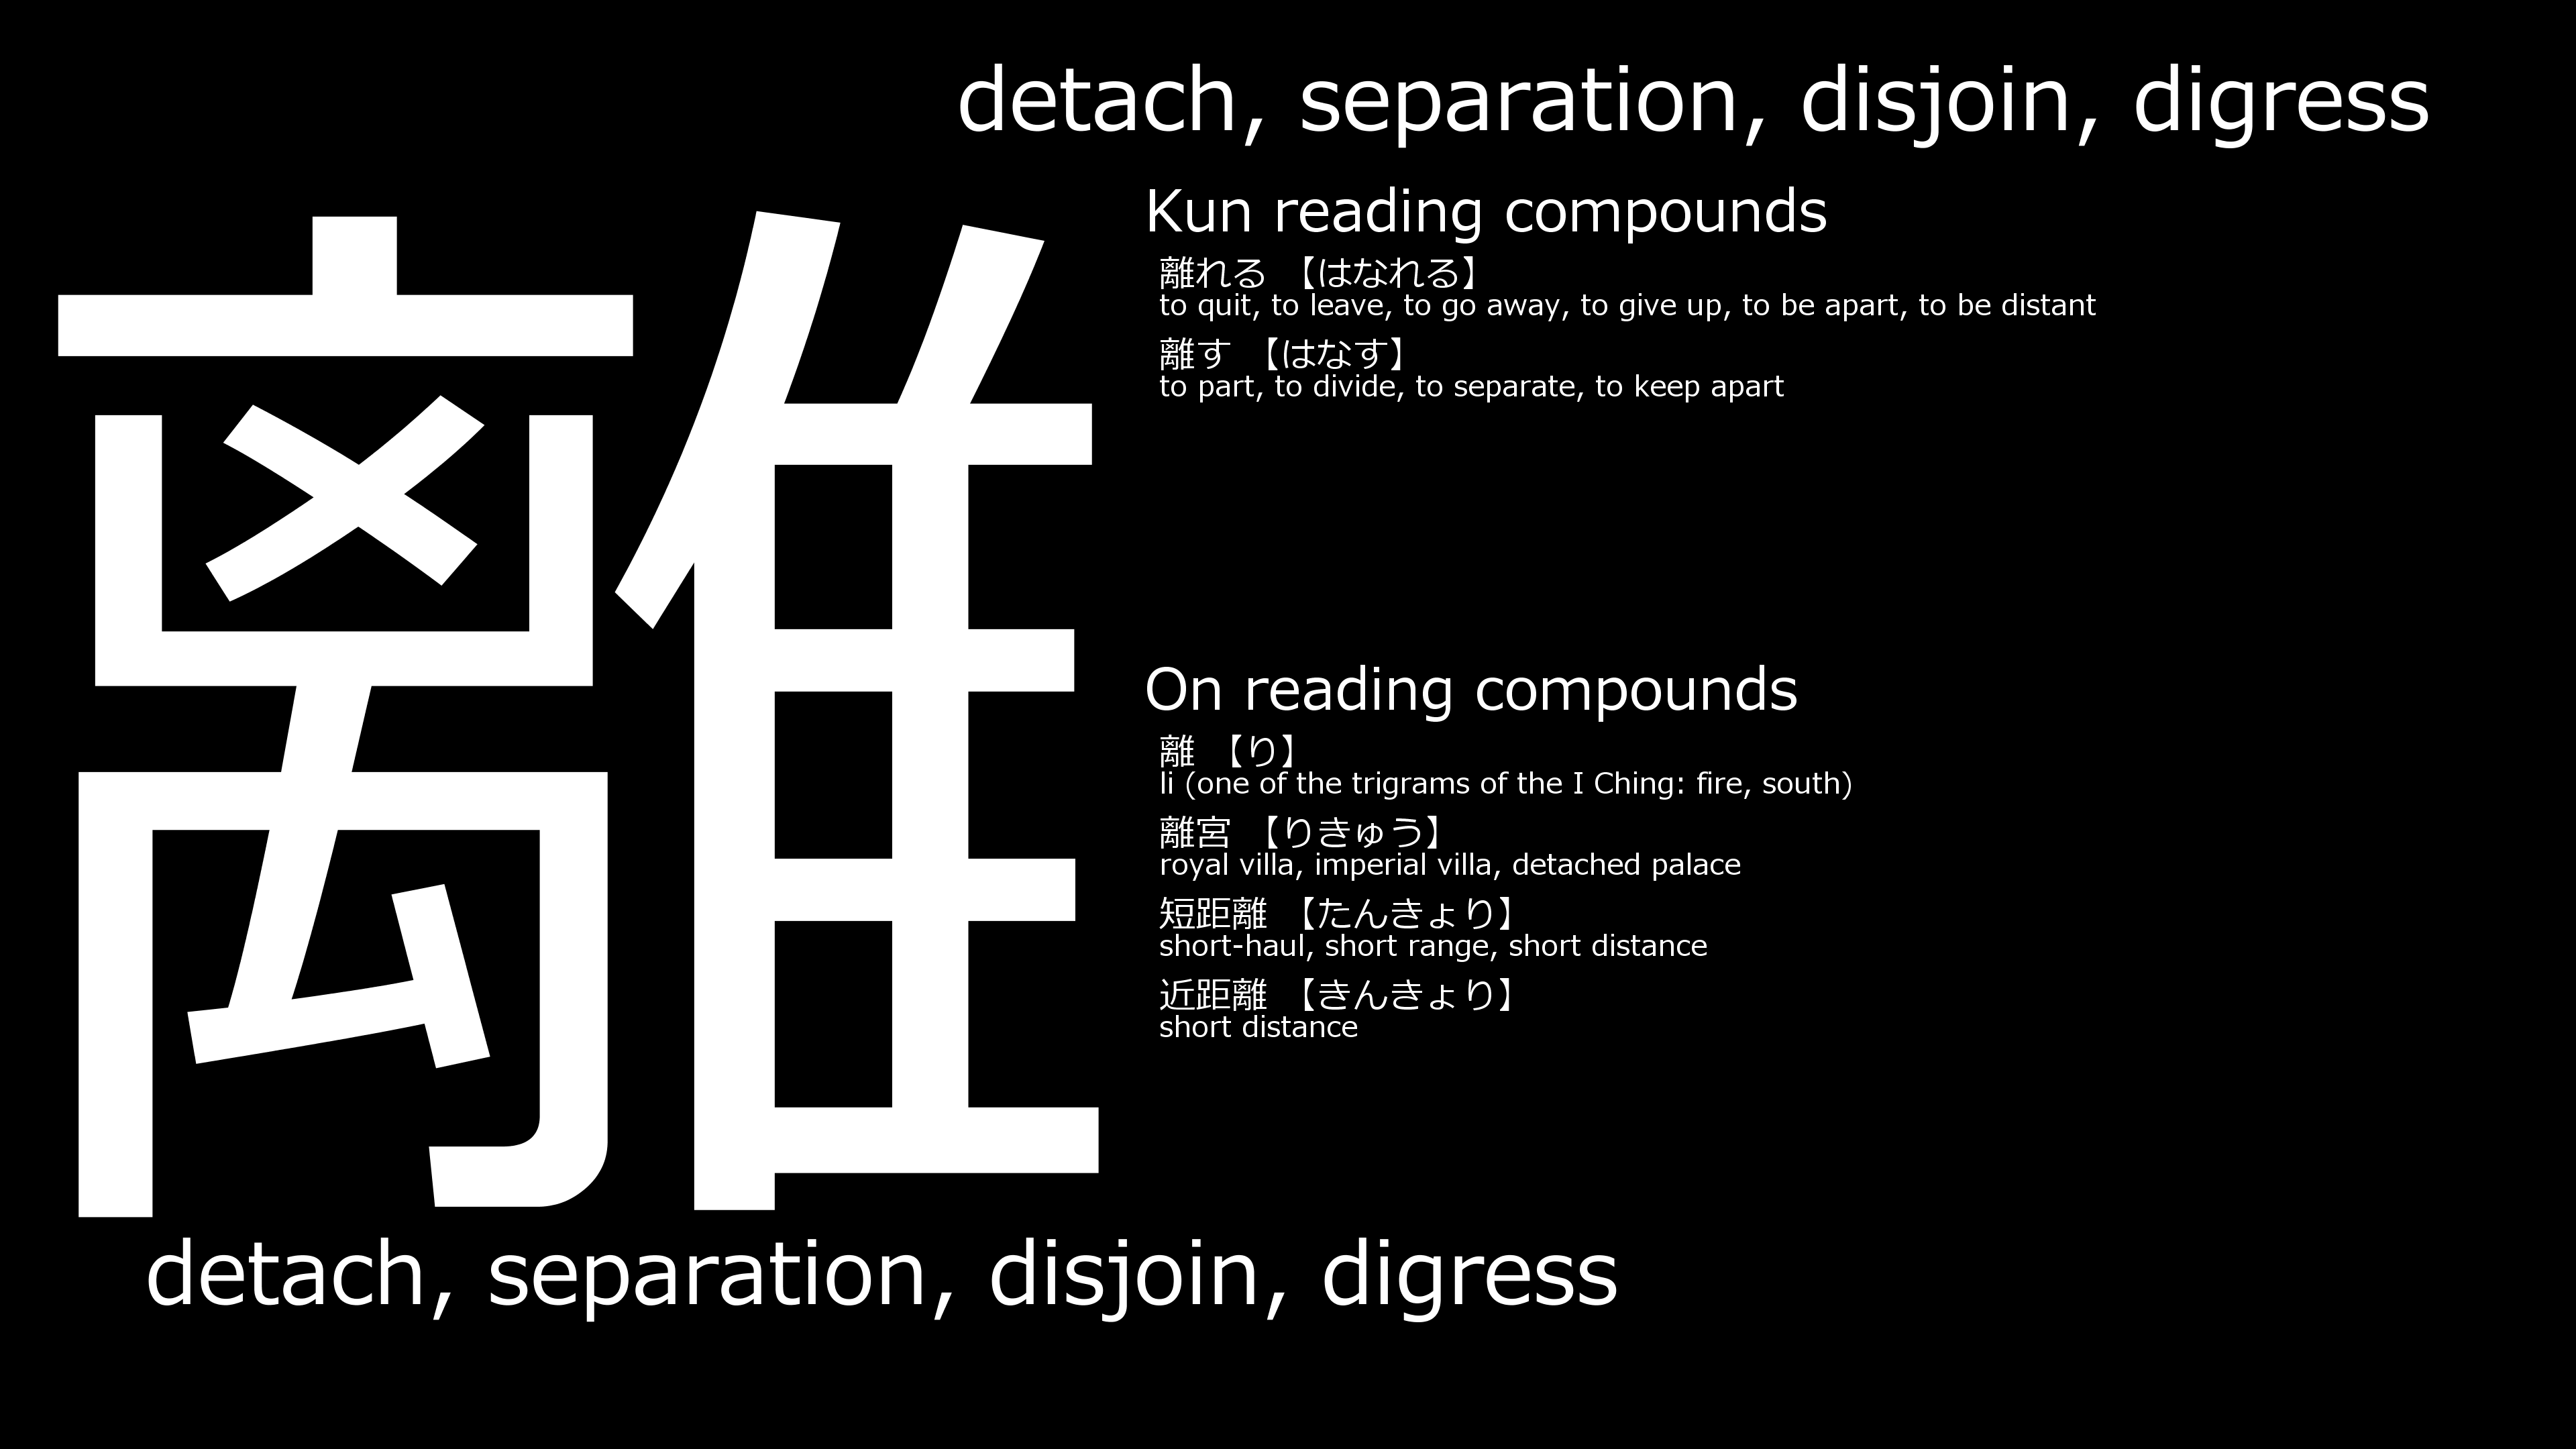 detach, separation, disjoin, digress
離
Kun reading compounds
離れる 【はなれる】
to quit, to leave, to go away, to give up, to be apart, to be distant
離す 【はなす】
to part, to divide, to separate, to keep apart
On reading compounds
離 【り】
li (one of the trigrams of the I Ching: fire, south)
離宮 【りきゅう】
royal villa, imperial villa, detached palace
短距離 【たんきょり】
short-haul, short range, short distance
近距離 【きんきょり】
short distance
detach, separation, disjoin, digress